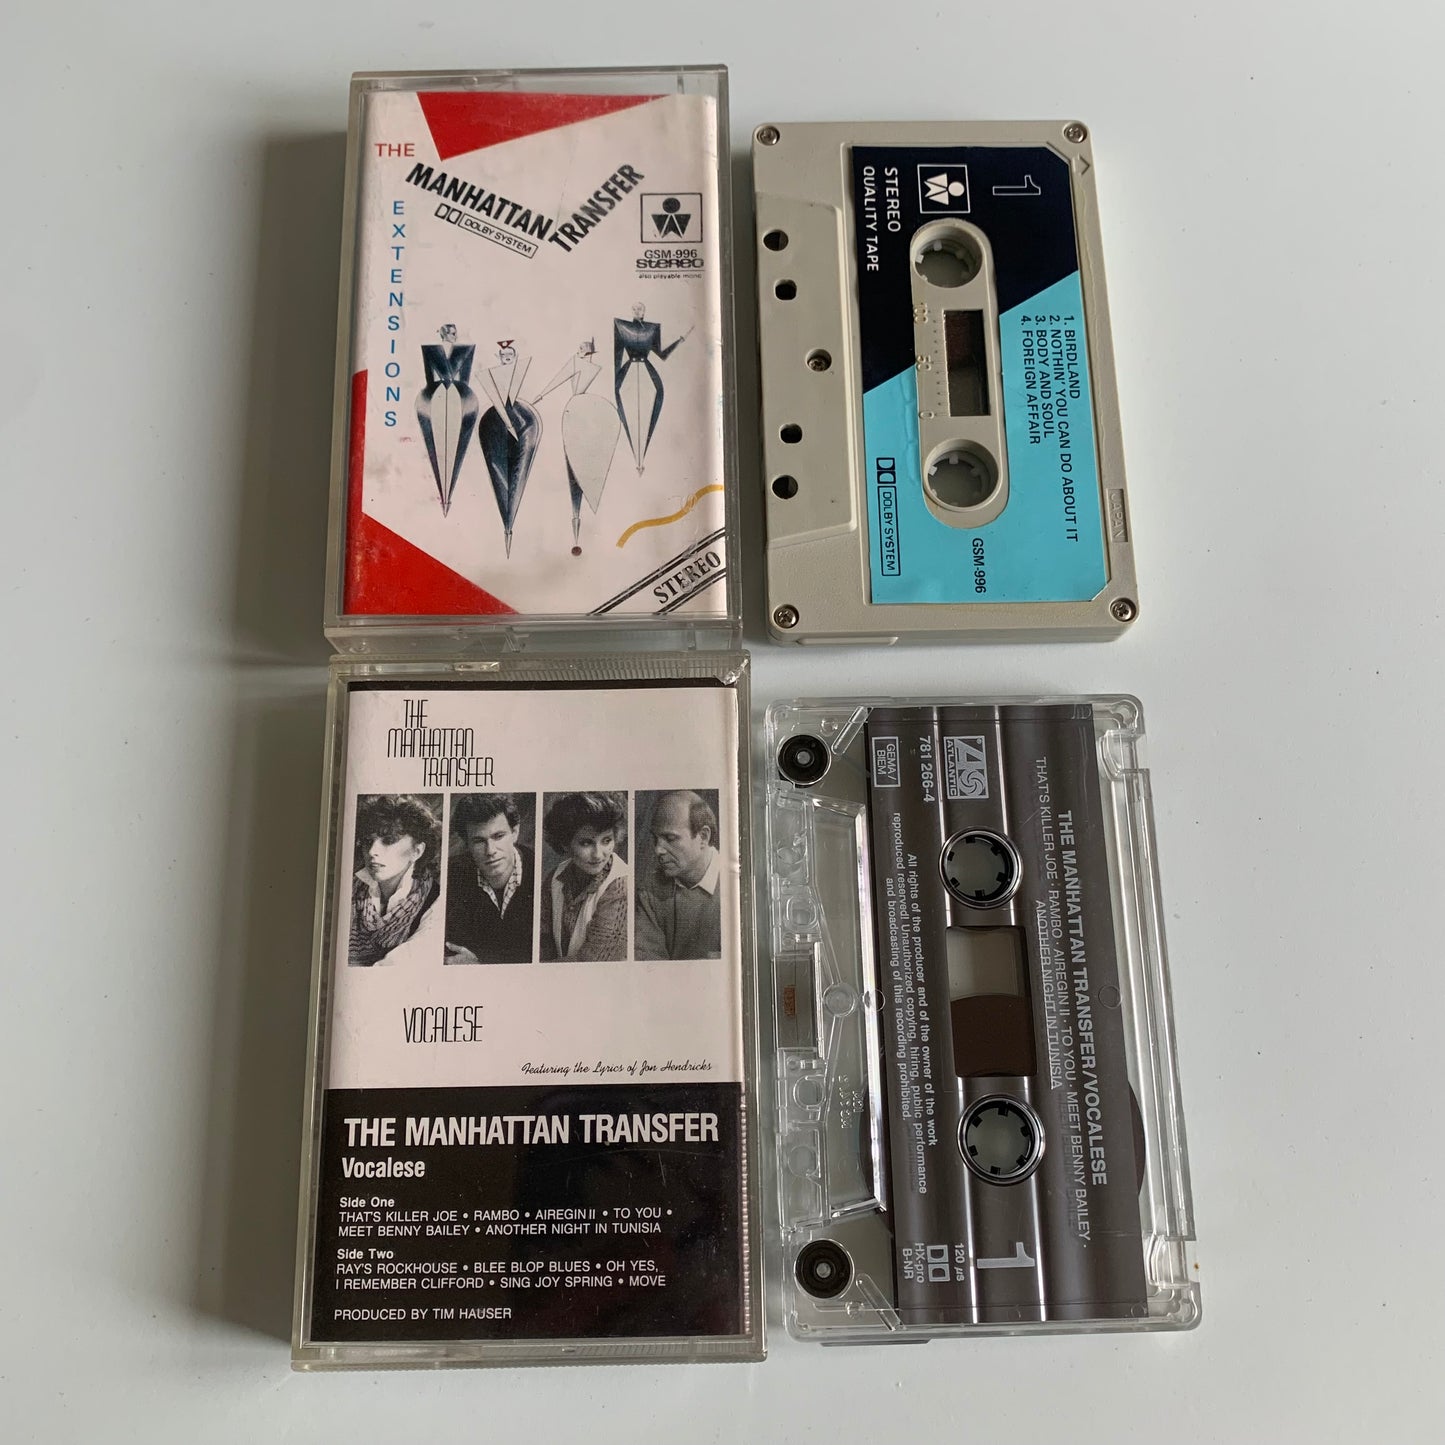 THE
MANHATTAN
TRANSFER
DOLBY SYSTEM
EXTENSIONS
GSM-996
stereo
also playable mono
STEREO
1
STEREO
QUALITY TAPE
1. BIRDLAND
2. NOTHIN' YOU CAN DO ABOUT IT
3. BODY AND SOUL
4. FOREIGN AFFAIR
100 50 0
DOLBY SYSTEM
GSM-996
JAPAN
THE
MANHATTAN
TRANSFER
VOCALESE
Featuring the Lyrics of Jon Hendricks
THE MANHATTAN TRANSFER
Vocalese
Side One
THAT'S KILLER JOE • RAMBO • AIREGIN II • TO YOU •
MEET BENNY BAILEY • ANOTHER NIGHT IN TUNISIA
Side Two
RAY'S ROCKHOUSE • BLEE BLOP BLUES • OH YES,
I REMEMBER CLIFFORD • SING JOY SPRING • MOVE
PRODUCED BY TIM HAUSER
THE MANHATTAN TRANSFER/VOCALESE
THAT'S KILLER JOE · RAMBO · AIREGIN II · TO YOU · MEET BENNY BAILEY ·
ANOTHER NIGHT IN TUNISIA
ATLANTIC
781 266-4
GEMA/
BIEM
All rights of the producer and of the owner of the work
reproduced reserved! Unauthorized copying, hiring, public performance
and broadcasting of this recording prohibited.
1
120 µs
HX-pro
B-NR